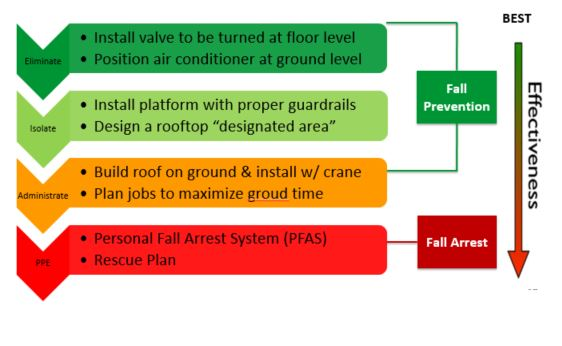 BEST
Eliminate
• Install valve to be turned at floor level
• Position air conditioner at ground level
Isolate
• Install platform with proper guardrails
• Design a rooftop “designated area”
Administrate
• Build roof on ground & install w/ crane
• Plan jobs to maximize groud time
PPE
• Personal Fall Arrest System (PFAS)
• Rescue Plan
Fall
Prevention
Fall Arrest
Effectiveness